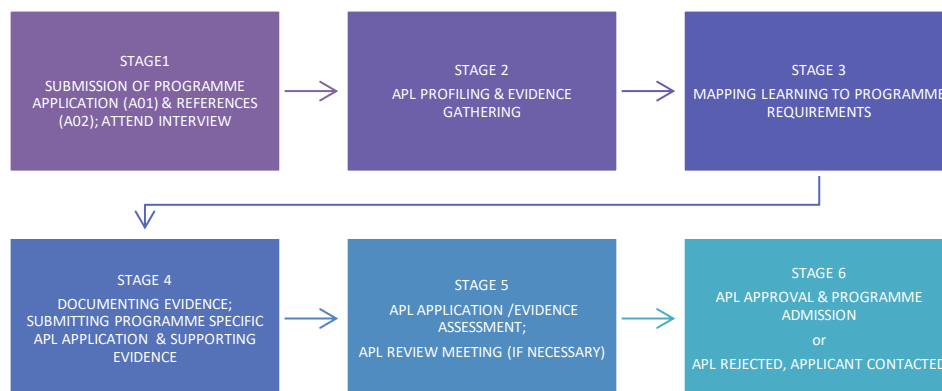 STAGE1
SUBMISSION OF PROGRAMME
APPLICATION (A01) & REFERENCES
(A02); ATTEND INTERVIEW
STAGE 2
APL PROFILING & EVIDENCE
GATHERING
STAGE 3
MAPPING LEARNING TO PROGRAMME
REQUIREMENTS
STAGE 4
DOCUMENTING EVIDENCE;
SUBMITTING PROGRAMME SPECIFIC
APL APPLICATION & SUPPORTING
EVIDENCE
STAGE 5
APL APPLICATION /EVIDENCE
ASSESSMENT;
APL REVIEW MEETING (IF NECESSARY)
STAGE 6
APL APPROVAL & PROGRAMME
ADMISSION
or
APL REJECTED, APPLICANT CONTACTED